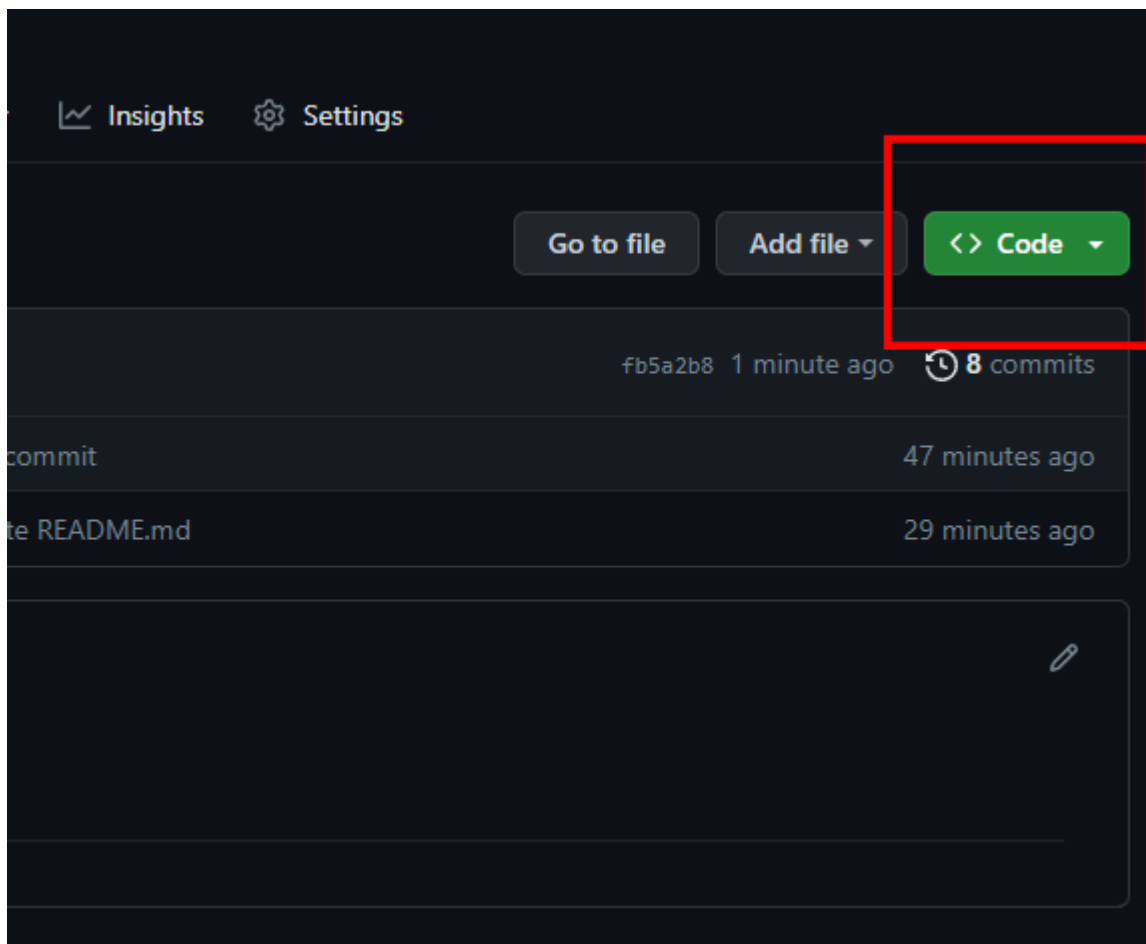 Insights Settings
Go to file Add file <> Code
fb5a2b8 1 minute ago 8 commits
commit 47 minutes ago
te README.md 29 minutes ago